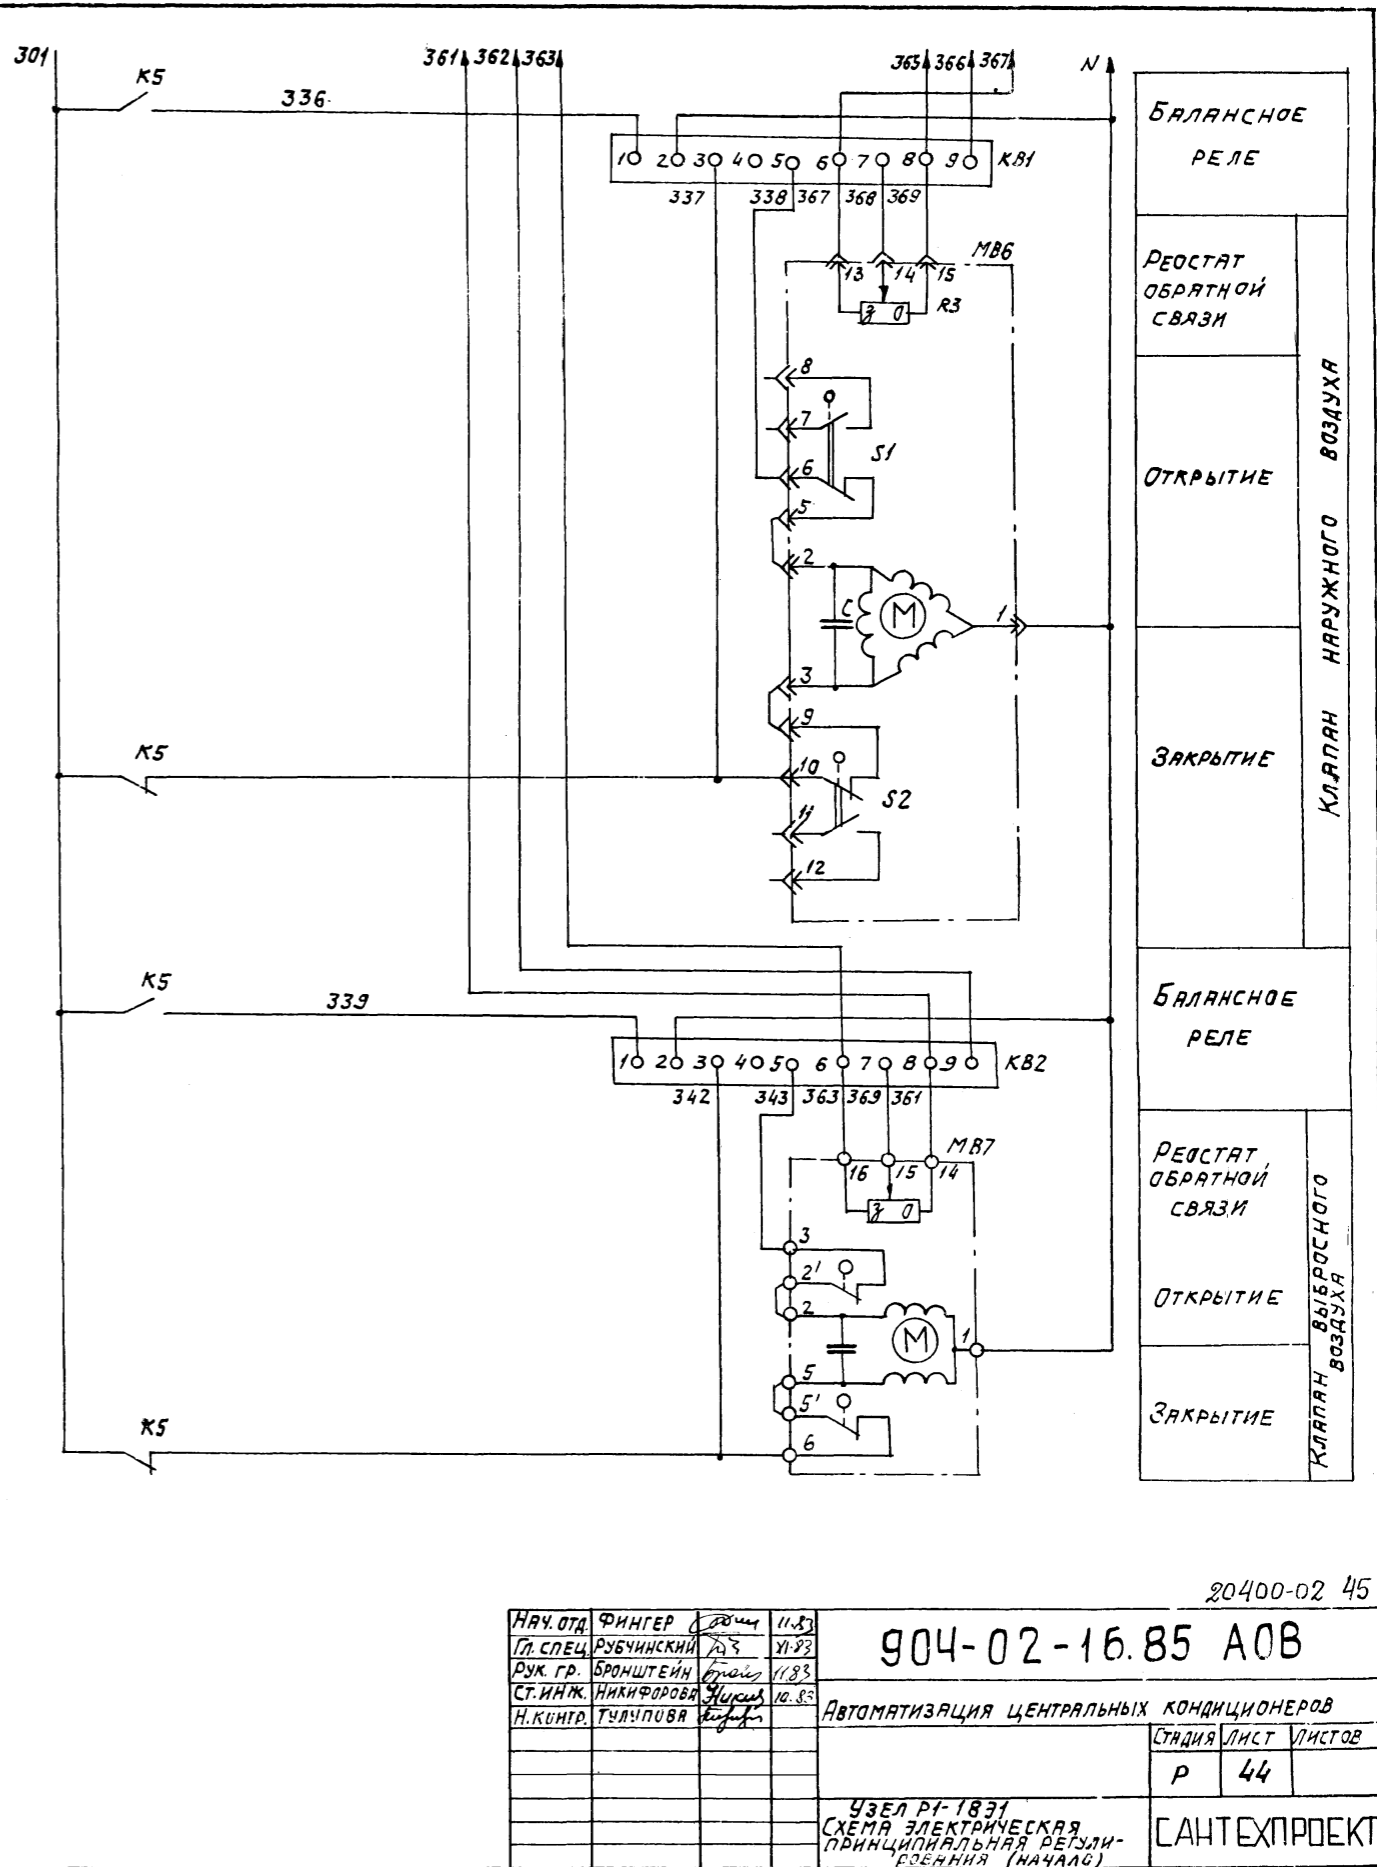 301
361 362 363
365 366 367 N
K5
336
1 2 3 4 5 6 7 8 9 КВ1
337 338 367 368 369
МВ6
13 14 15
R3
З О
8
7
S1
6
5
2
C
М
1
3
9
K5
10
S2
11
12
K5
339
1 2 3 4 5 6 7 8 9 КВ2
342 343 363 369 361
МВ7
16 15 14
З О
3
2'
2
М
1
5
5'
6
K5
БАЛАНСНОЕ
РЕЛЕ
РЕОСТАТ
ОБРАТНОЙ
СВЯЗИ
ОТКРЫТИЕ
ЗАКРЫТИЕ
КЛАПАН НАРУЖНОГО ВОЗДУХА
БАЛАНСНОЕ
РЕЛЕ
РЕОСТАТ
ОБРАТНОЙ
СВЯЗИ
ОТКРЫТИЕ
ЗАКРЫТИЕ
КЛАПАН ВЫБРОСНОГО
ВОЗДУХА
20400-02 45
НАЧ. ОТД. ФИНГЕР 11.83
ГЛ. СПЕЦ. РУБЧИНСКИЙ XI.83
РУК. ГР. БРОНШТЕЙН 11.83
СТ. ИНЖ. НИКИФОРОВА 10.83
Н. КОНТР. ТУЛУПОВА
904-02-16.85 АОВ
АВТОМАТИЗАЦИЯ ЦЕНТРАЛЬНЫХ КОНДИЦИОНЕРОВ
СТАДИЯ ЛИСТ ЛИСТОВ
Р 44
УЗЕЛ Р1-18Э1
СХЕМА ЭЛЕКТРИЧЕСКАЯ
ПРИНЦИПИАЛЬНАЯ РЕГУЛИ-
РОВАНИЯ (НАЧАЛО)
САНТЕХПРОЕКТ